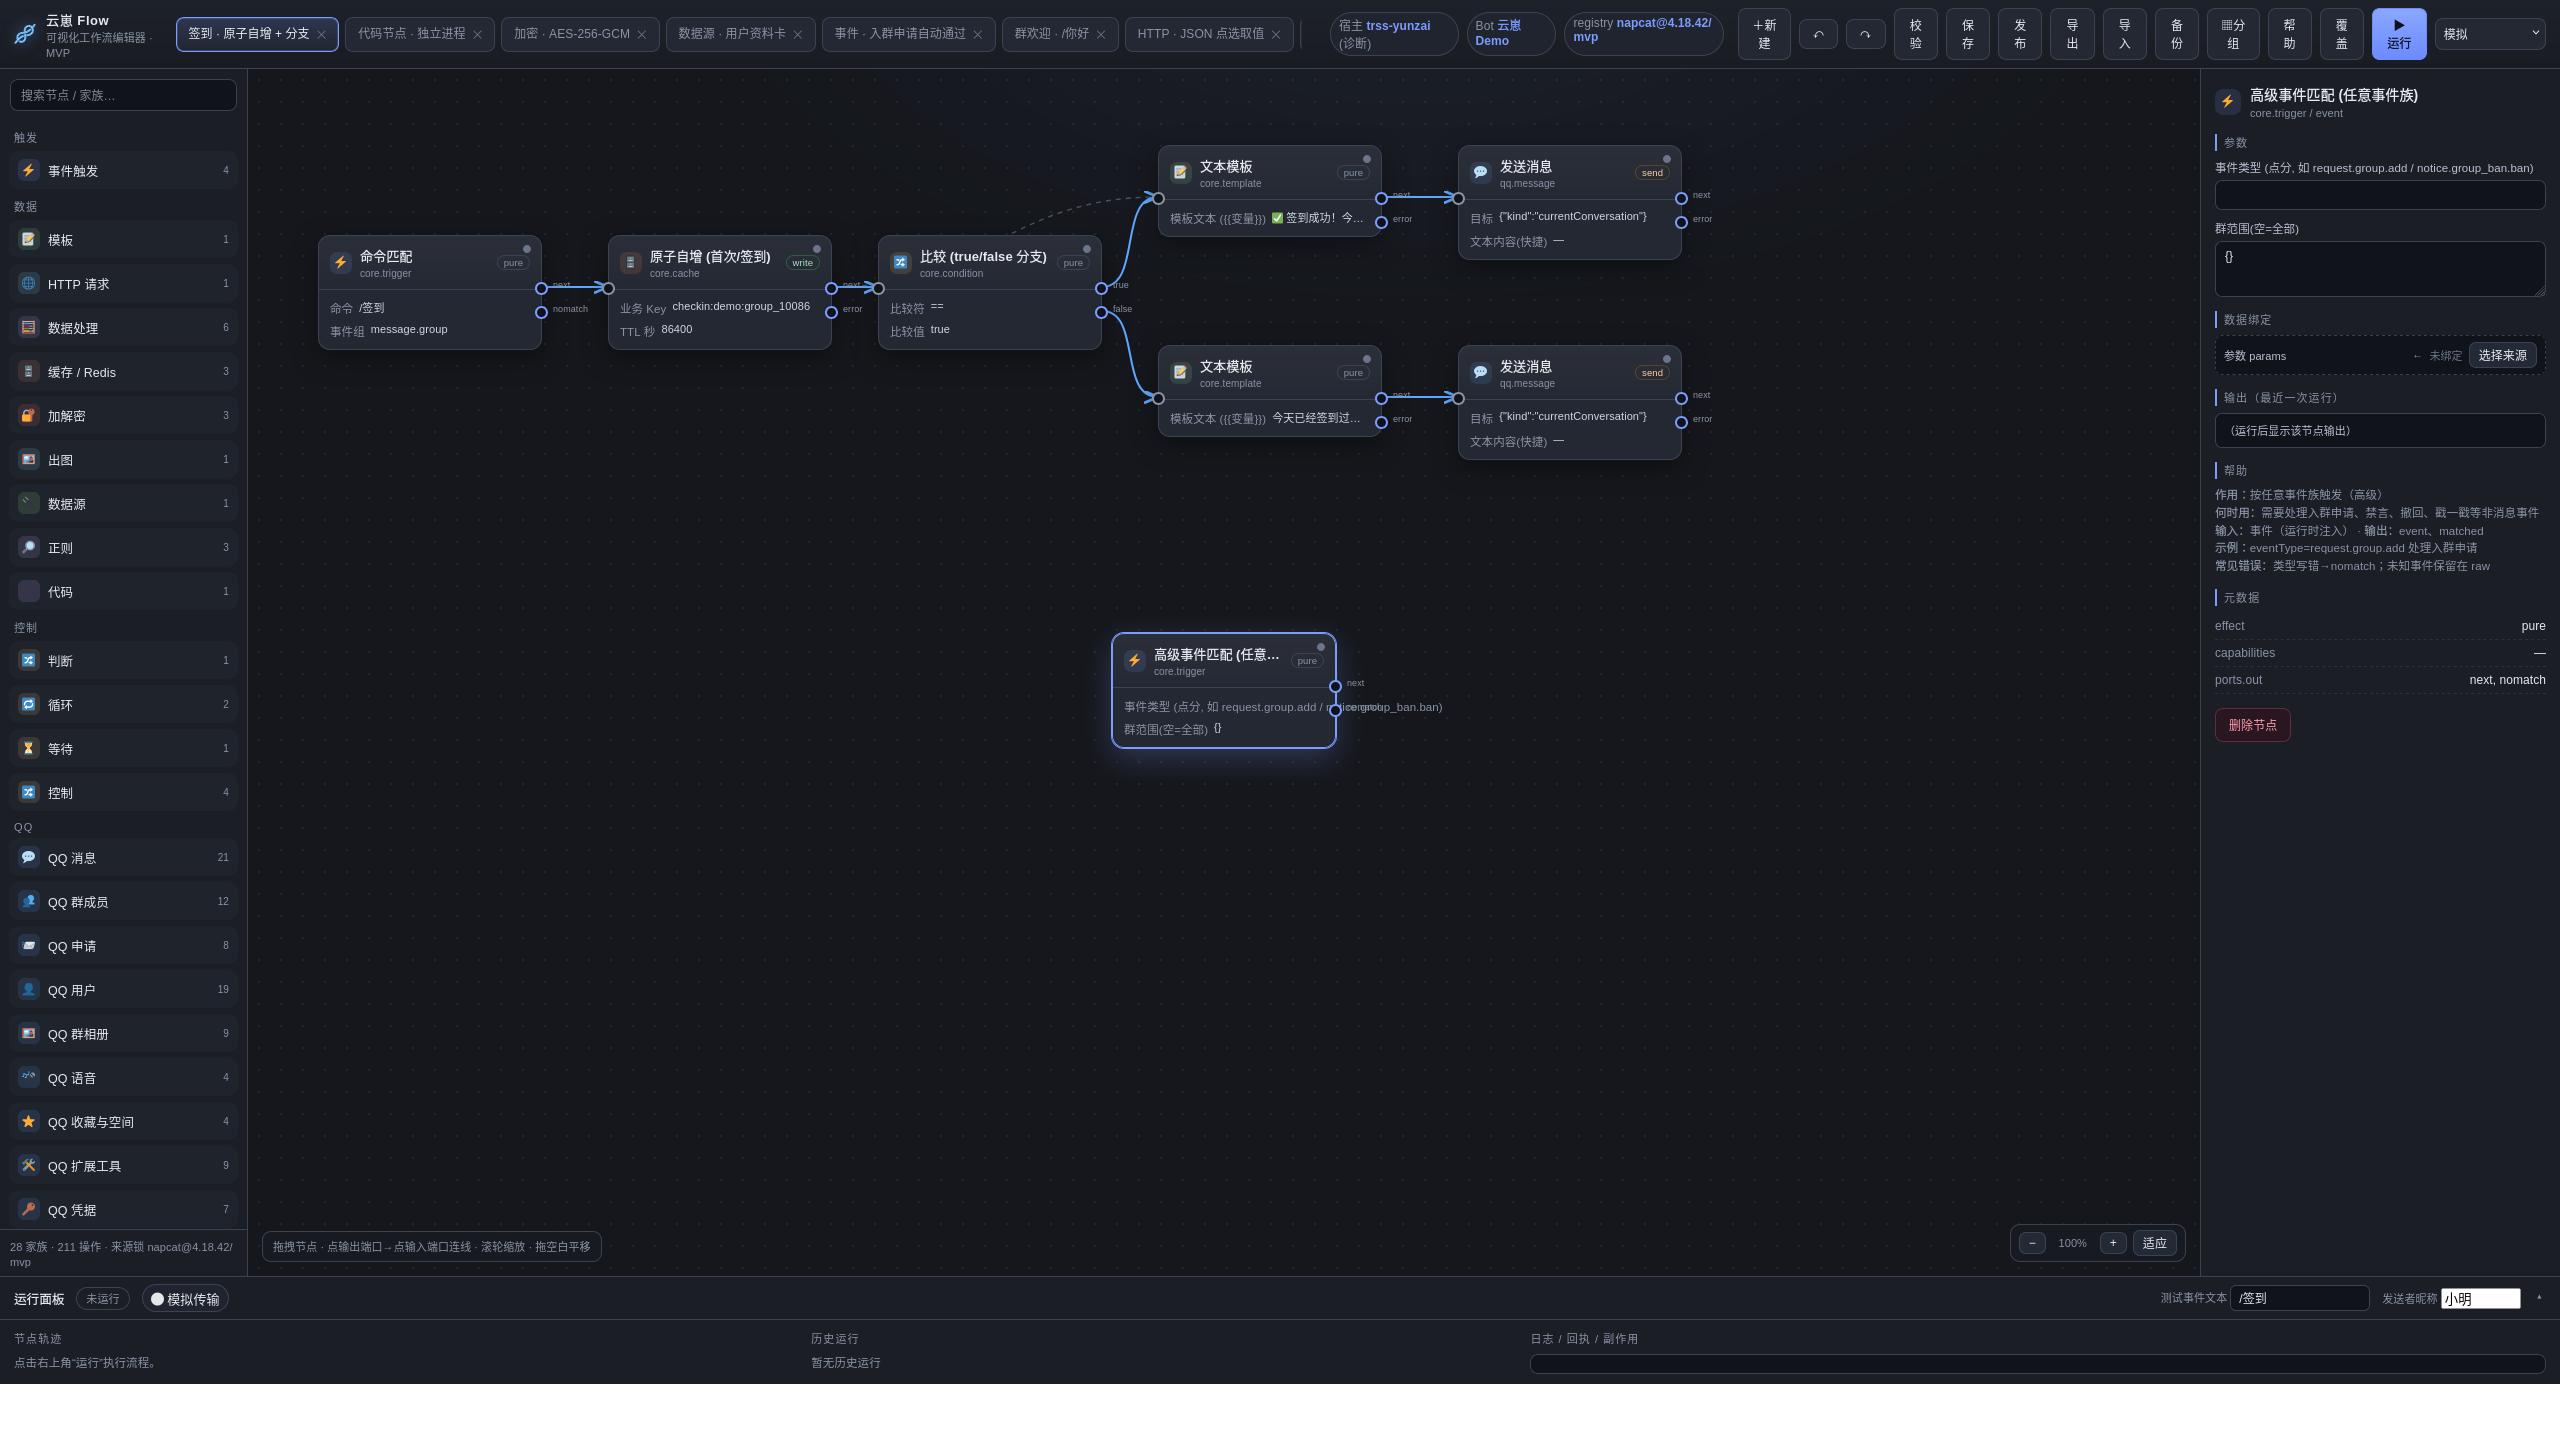 云崽 Flow
可视化工作流编辑器 ·
MVP
签到 · 原子自增 + 分支 ×
代码节点 · 独立进程 ×
加密 · AES-256-GCM ×
数据源 · 用户资料卡 ×
事件 · 入群申请自动通过 ×
群欢迎 · /你好 ×
HTTP · JSON 点选取值 ×
宿主 trss-yunzai
(诊断)
Bot 云崽
Demo
registry napcat@4.18.42/
mvp
＋新
建
↶
↷
校
验
保
存
发
布
导
出
导
入
备
份
▦分
组
帮
助
覆
盖
▶
运行
模拟
搜索节点 / 家族…
触发
事件触发 4
数据
模板 1
HTTP 请求 1
数据处理 6
缓存 / Redis 3
加解密 3
出图 1
数据源 1
正则 3
代码 1
控制
判断 1
循环 2
等待 1
控制 4
QQ
QQ 消息 21
QQ 群成员 12
QQ 申请 8
QQ 用户 19
QQ 群相册 9
QQ 语音 4
QQ 收藏与空间 4
QQ 扩展工具 9
QQ 凭据 7
28 家族 · 211 操作 · 来源锁 napcat@4.18.42/
mvp
命令匹配
core.trigger
pure
next
nomatch
命令 /签到
事件组 message.group
原子自增 (首次/签到)
core.cache
write
next
error
业务 Key checkin:demo:group_10086
TTL 秒 86400
比较 (true/false 分支)
core.condition
pure
true
false
比较符 ==
比较值 true
文本模板
core.template
pure
next
error
模板文本 ({{变量}}) ✅ 签到成功！今…
发送消息
qq.message
send
next
error
目标 {"kind":"currentConversation"}
文本内容(快捷) —
文本模板
core.template
pure
next
error
模板文本 ({{变量}}) 今天已经签到过…
发送消息
qq.message
send
next
error
目标 {"kind":"currentConversation"}
文本内容(快捷) —
高级事件匹配 (任意…
core.trigger
pure
next
事件类型 (点分, 如 request.group.add / notice.group_ban.ban)
群范围(空=全部) {}
拖拽节点 · 点输出端口→点输入端口连线 · 滚轮缩放 · 拖空白平移
− 100% + 适应
高级事件匹配 (任意事件族)
core.trigger / event
参数
事件类型 (点分, 如 request.group.add / notice.group_ban.ban)
群范围(空=全部)
{}
数据绑定
参数 params ← 未绑定 选择来源
输出（最近一次运行）
（运行后显示该节点输出）
帮助
作用：按任意事件族触发（高级）
何时用：需要处理入群申请、禁言、撤回、戳一戳等非消息事件
输入：事件（运行时注入） · 输出：event、matched
示例：eventType=request.group.add 处理入群申请
常见错误：类型写错→nomatch；未知事件保留在 raw
元数据
effect pure
capabilities —
ports.out next, nomatch
删除节点
运行面板 未运行 模拟传输
测试事件文本 /签到 发送者昵称 小明
节点轨迹
点击右上角"运行"执行流程。
历史运行
暂无历史运行
日志 / 回执 / 副作用